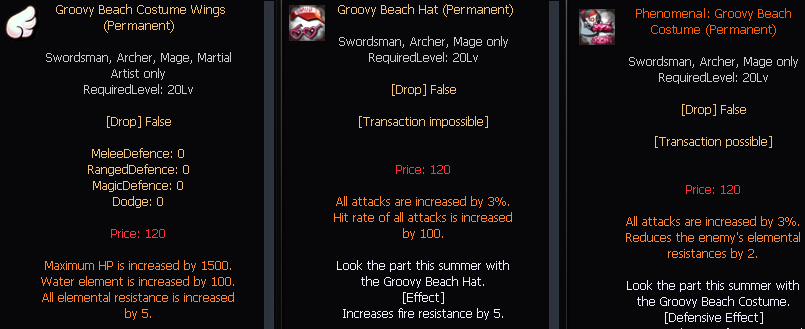 Groovy Beach Costume Wings
(Permanent)
Swordsman, Archer, Mage, Martial
Artist only
RequiredLevel: 20Lv
[Drop] False
MeleeDefence: 0
RangedDefence: 0
MagicDefence: 0
Dodge: 0
Price: 120
Maximum HP is increased by 1500.
Water element is increased by 100.
All elemental resistance is increased
by 5.
Groovy Beach Hat (Permanent)
Swordsman, Archer, Mage only
RequiredLevel: 20Lv
[Drop] False
[Transaction impossible]
Price: 120
All attacks are increased by 3%.
Hit rate of all attacks is increased
by 100.
Look the part this summer with
the Groovy Beach Hat.
[Effect]
Increases fire resistance by 5.
Phenomenal: Groovy Beach
Costume (Permanent)
Swordsman, Archer, Mage only
RequiredLevel: 20Lv
[Drop] False
[Transaction possible]
Price: 120
All attacks are increased by 3%.
Reduces the enemy's elemental
resistances by 2.
Look the part this summer with
the Groovy Beach Costume.
[Defensive Effect]